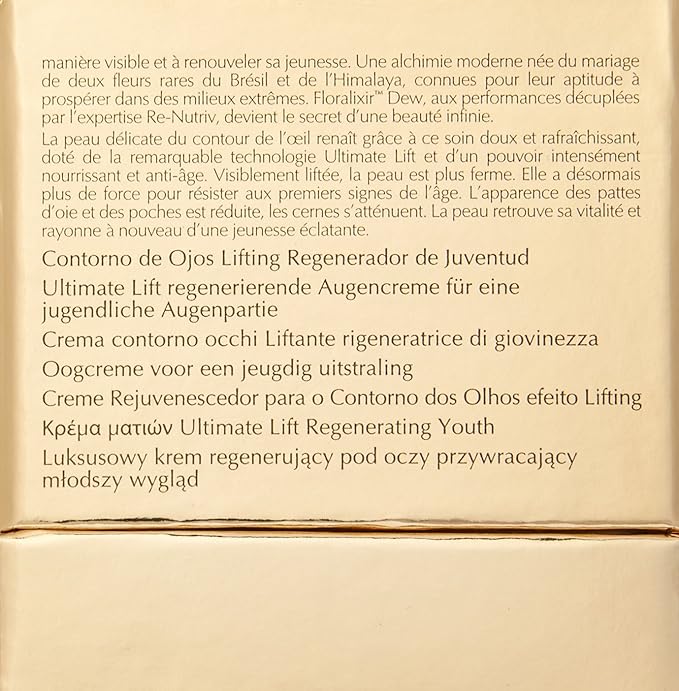 manière visible et à renouveler sa jeunesse. Une alchimie moderne née du mariage
de deux fleurs rares du Brésil et de l'Himalaya, connues pour leur aptitude à
prospérer dans des milieux extrêmes. Floralixir™ Dew, aux performances décuplées
par l'expertise Re-Nutriv, devient le secret d'une beauté infinie.
La peau délicate du contour de l'œil renaît grâce à ce soin doux et rafraîchissant,
doté de la remarquable technologie Ultimate Lift et d'un pouvoir intensément
nourrissant et anti-âge. Visiblement liftée, la peau est plus ferme. Elle a désormais
plus de force pour résister aux premiers signes de l'âge. L'apparence des pattes
d'oie et des poches est réduite, les cernes s'atténuent. La peau retrouve sa vitalité et
rayonne à nouveau d'une jeunesse éclatante.
Contorno de Ojos Lifting Regenerador de Juventud
Ultimate Lift regenerierende Augencreme für eine
jugendliche Augenpartie
Crema contorno occhi Liftante rigeneratrice di giovinezza
Oogcreme voor een jeugdig uitstraling
Creme Rejuvenescedor para o Contorno dos Olhos efeito Lifting
Κρέμα ματιών Ultimate Lift Regenerating Youth
Luksusowy krem regenerujący pod oczy przywracający
młodszy wygląd